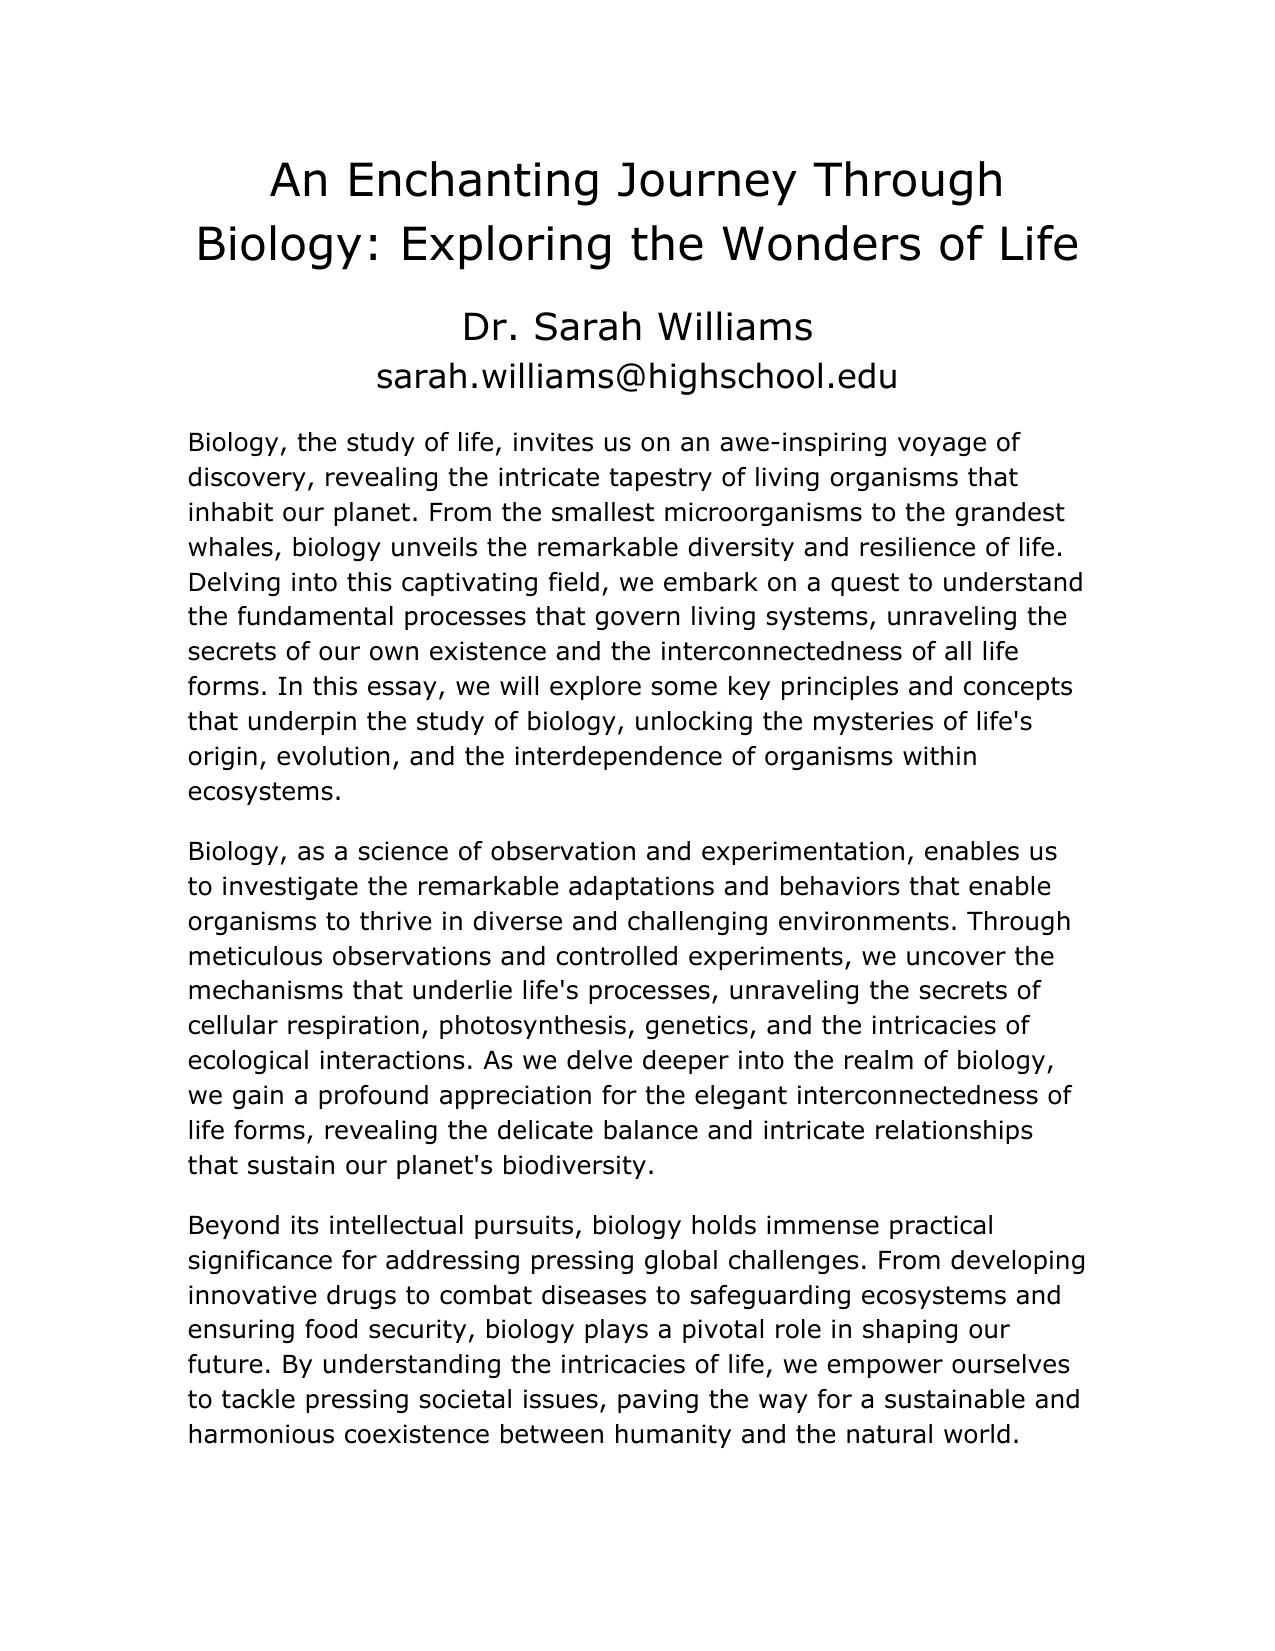 An Enchanting Journey Through
Biology: Exploring the Wonders of Life
Dr. Sarah Williams
sarah.williams@highschool.edu
Biology, the study of life, invites us on an awe-inspiring voyage of
discovery, revealing the intricate tapestry of living organisms that
inhabit our planet. From the smallest microorganisms to the grandest
whales, biology unveils the remarkable diversity and resilience of life.
Delving into this captivating field, we embark on a quest to understand
the fundamental processes that govern living systems, unraveling the
secrets of our own existence and the interconnectedness of all life
forms. In this essay, we will explore some key principles and concepts
that underpin the study of biology, unlocking the mysteries of life's
origin, evolution, and the interdependence of organisms within
ecosystems.
Biology, as a science of observation and experimentation, enables us
to investigate the remarkable adaptations and behaviors that enable
organisms to thrive in diverse and challenging environments. Through
meticulous observations and controlled experiments, we uncover the
mechanisms that underlie life's processes, unraveling the secrets of
cellular respiration, photosynthesis, genetics, and the intricacies of
ecological interactions. As we delve deeper into the realm of biology,
we gain a profound appreciation for the elegant interconnectedness of
life forms, revealing the delicate balance and intricate relationships
that sustain our planet's biodiversity.
Beyond its intellectual pursuits, biology holds immense practical
significance for addressing pressing global challenges. From developing
innovative drugs to combat diseases to safeguarding ecosystems and
ensuring food security, biology plays a pivotal role in shaping our
future. By understanding the intricacies of life, we empower ourselves
to tackle pressing societal issues, paving the way for a sustainable and
harmonious coexistence between humanity and the natural world.